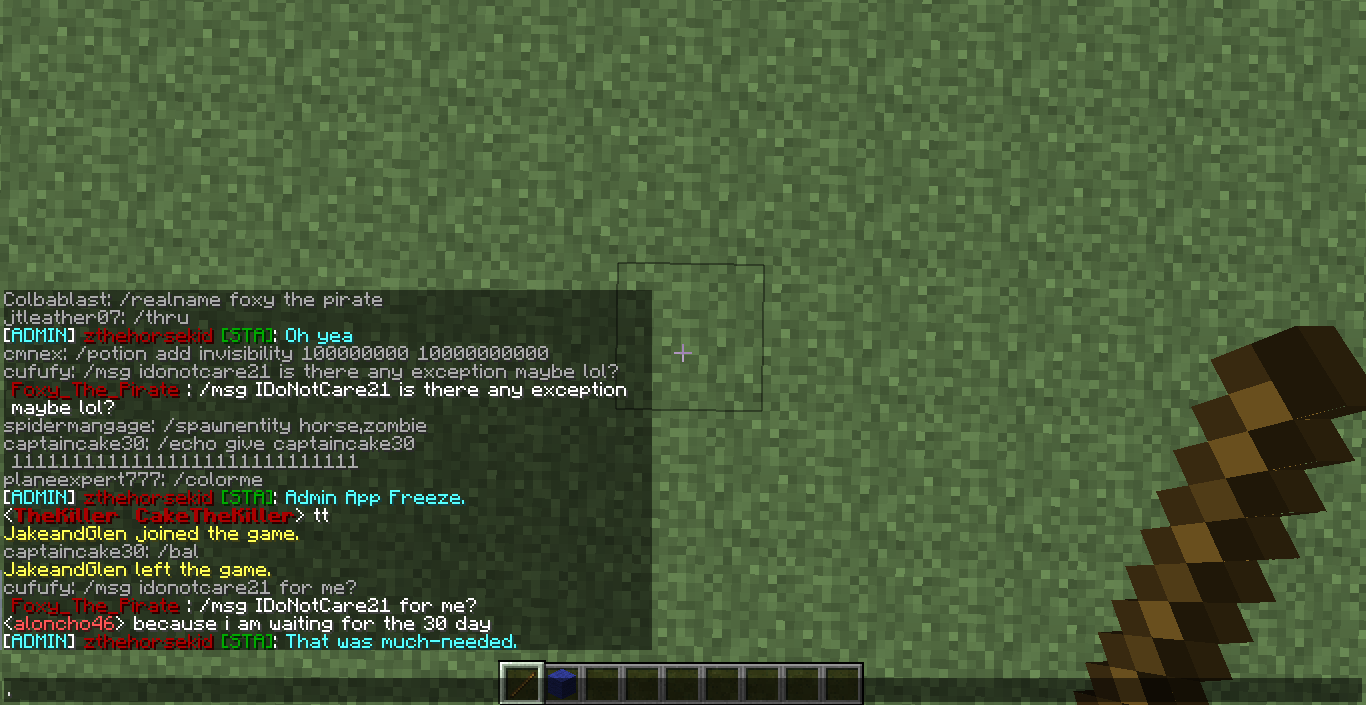 Colbablast: /realname foxy the pirate
jtleather07: /thru
[ADMIN] zthehorsekid [STA]: Oh yea
cmnex: /potion add invisibility 100000000 10000000000
cufufy: /msg idonotcare21 is there any exception maybe lol?
Foxy_The_Pirate : /msg IDoNotCare21 is there any exception
maybe lol?
spidermangage: /spawnentity horse,zombie
captaincake30: /echo give captaincake30
11111111111111111111111111111
planeexpert777: /colorme
[ADMIN] zthehorsekid [STA]: Admin App Freeze.
<TheKiller CakeTheKiller> tt
JakeandGlen joined the game.
captaincake30: /bal
JakeandGlen left the game.
cufufy: /msg idonotcare21 for me?
Foxy_The_Pirate : /msg IDoNotCare21 for me?
<aloncho46> because i am waiting for the 30 day
[ADMIN] zthehorsekid [STA]: That was much-needed.